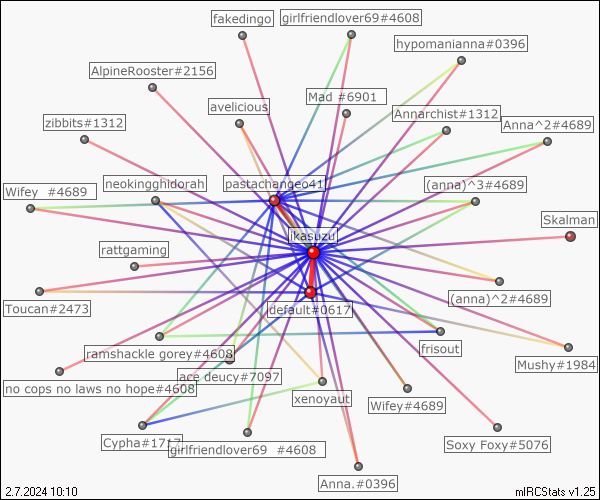 fakedingo
girlfriendlover69#4608
hypomanianna#0396
AlpineRooster#2156
avelicious
Mad #6901
Annarchist#1312
zibbits#1312
Anna^2#4689
Wifey #4689
neokingghidorah
pastachangeo41
(anna)^3#4689
Skalman
ikasuzu
rattgaming
default#0617
(anna)^2#4689
Toucan#2473
ramshackle gorey#4608
frisout
Mushy#1984
ace deucy#7097
no cops no laws no hope#4608
xenoyaut
Wifey#4689
Cypha#1717
girlfriendlover69 #4608
Soxy Foxy#5076
Anna.#0396
2.7.2024 10:10
mIRCStats v1.25